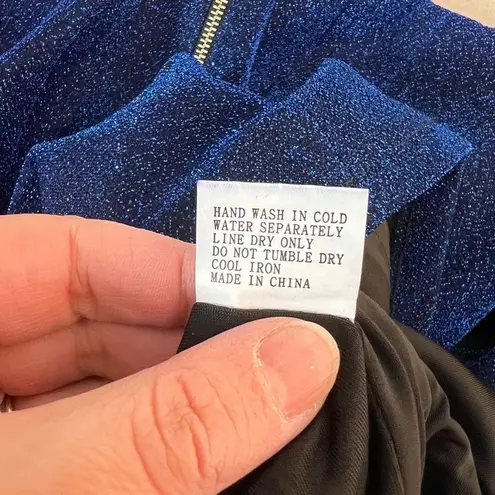 HAND WASH IN COLD
WATER SEPARATELY
LINE DRY ONLY
DO NOT TUMBLE DRY
COOL IRON
MADE IN CHINA